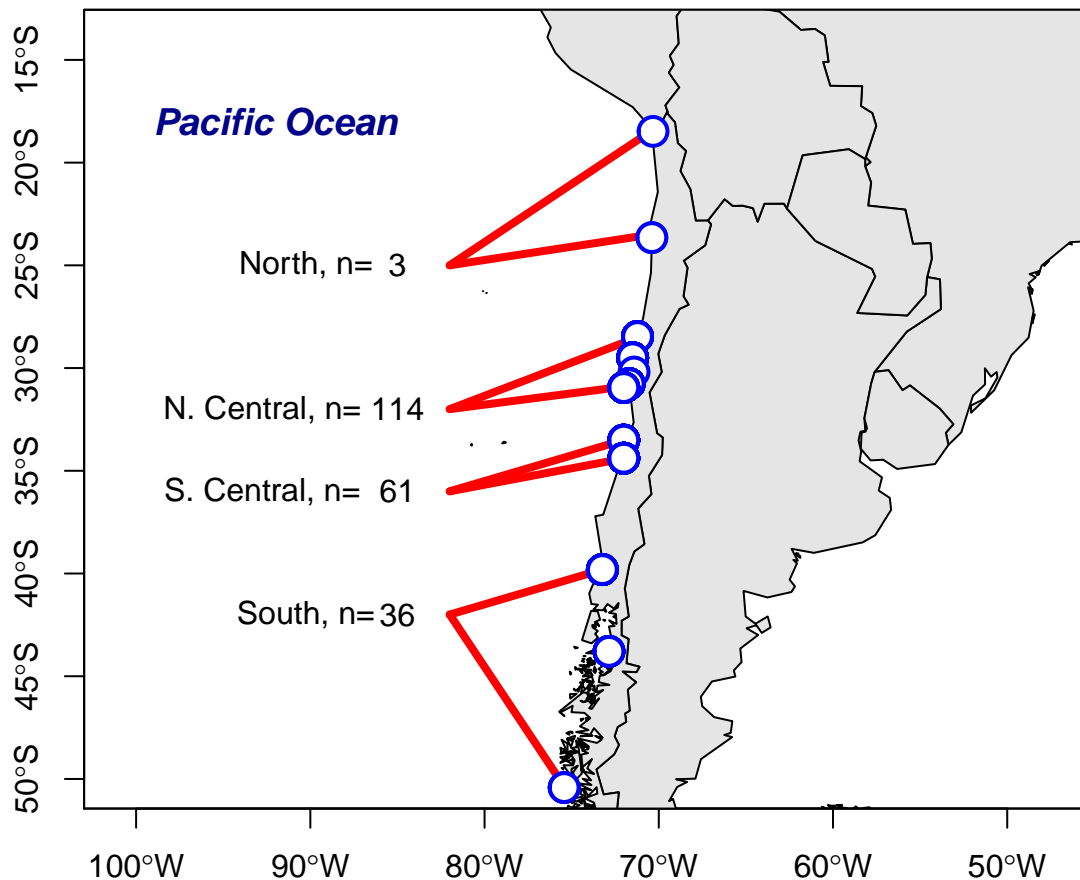 15°S
20°S
25°S
30°S
35°S
40°S
45°S
50°S
Pacific Ocean
North, n= 3
N. Central, n= 114
S. Central, n= 61
South, n= 36
100°W
90°W
80°W
70°W
60°W
50°W